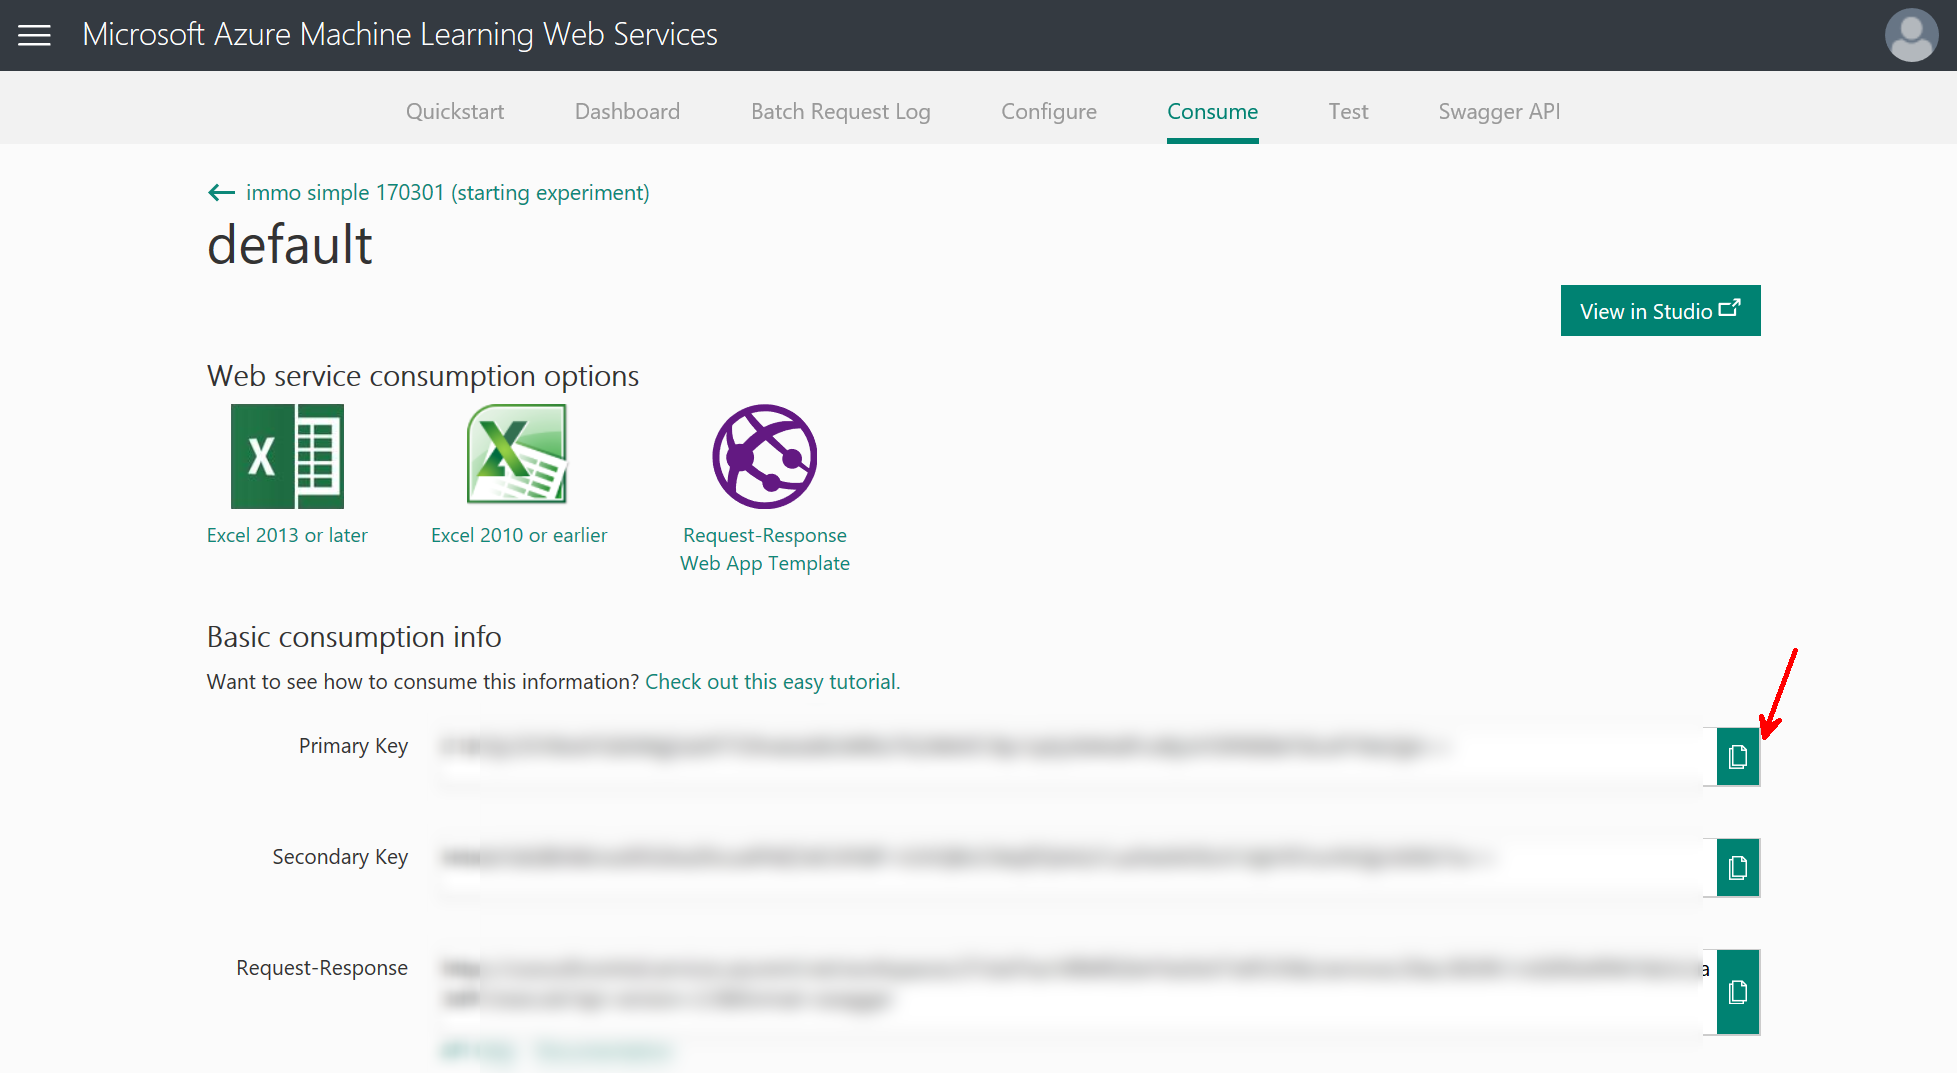 Microsoft Azure Machine Learning Web Services
Quickstart
Dashboard
Batch Request Log
Configure
Consume
Test
Swagger API
immo simple 170301 (starting experiment)
default
View in Studio
Web service consumption options
Excel 2013 or later
Excel 2010 or earlier
Request-Response
Web App Template
Basic consumption info
Want to see how to consume this information? Check out this easy tutorial.
Primary Key
Secondary Key
Request-Response
a